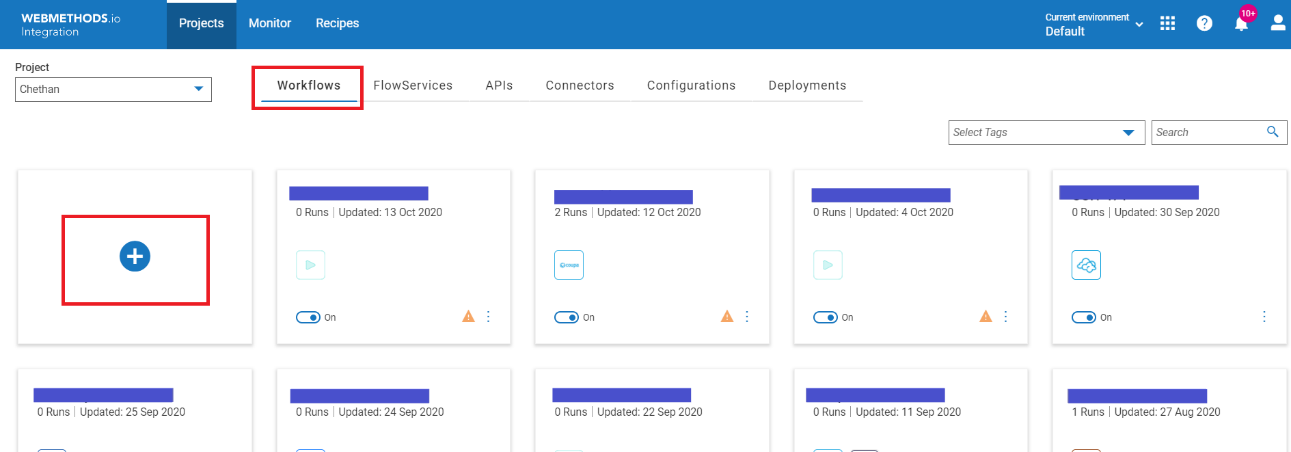 WEBMETHODS.io
Integration
Projects
Monitor
Recipes
Current environment
Default
10+
Project
Chethan
Workflows
FlowServices
APIs
Connectors
Configurations
Deployments
Select Tags
Search
0 Runs | Updated: 13 Oct 2020
2 Runs | Updated: 12 Oct 2020
0 Runs | Updated: 4 Oct 2020
0 Runs | Updated: 30 Sep 2020
On
On
On
On
0 Runs | Updated: 25 Sep 2020
0 Runs | Updated: 24 Sep 2020
0 Runs | Updated: 22 Sep 2020
0 Runs | Updated: 11 Sep 2020
1 Runs | Updated: 27 Aug 2020